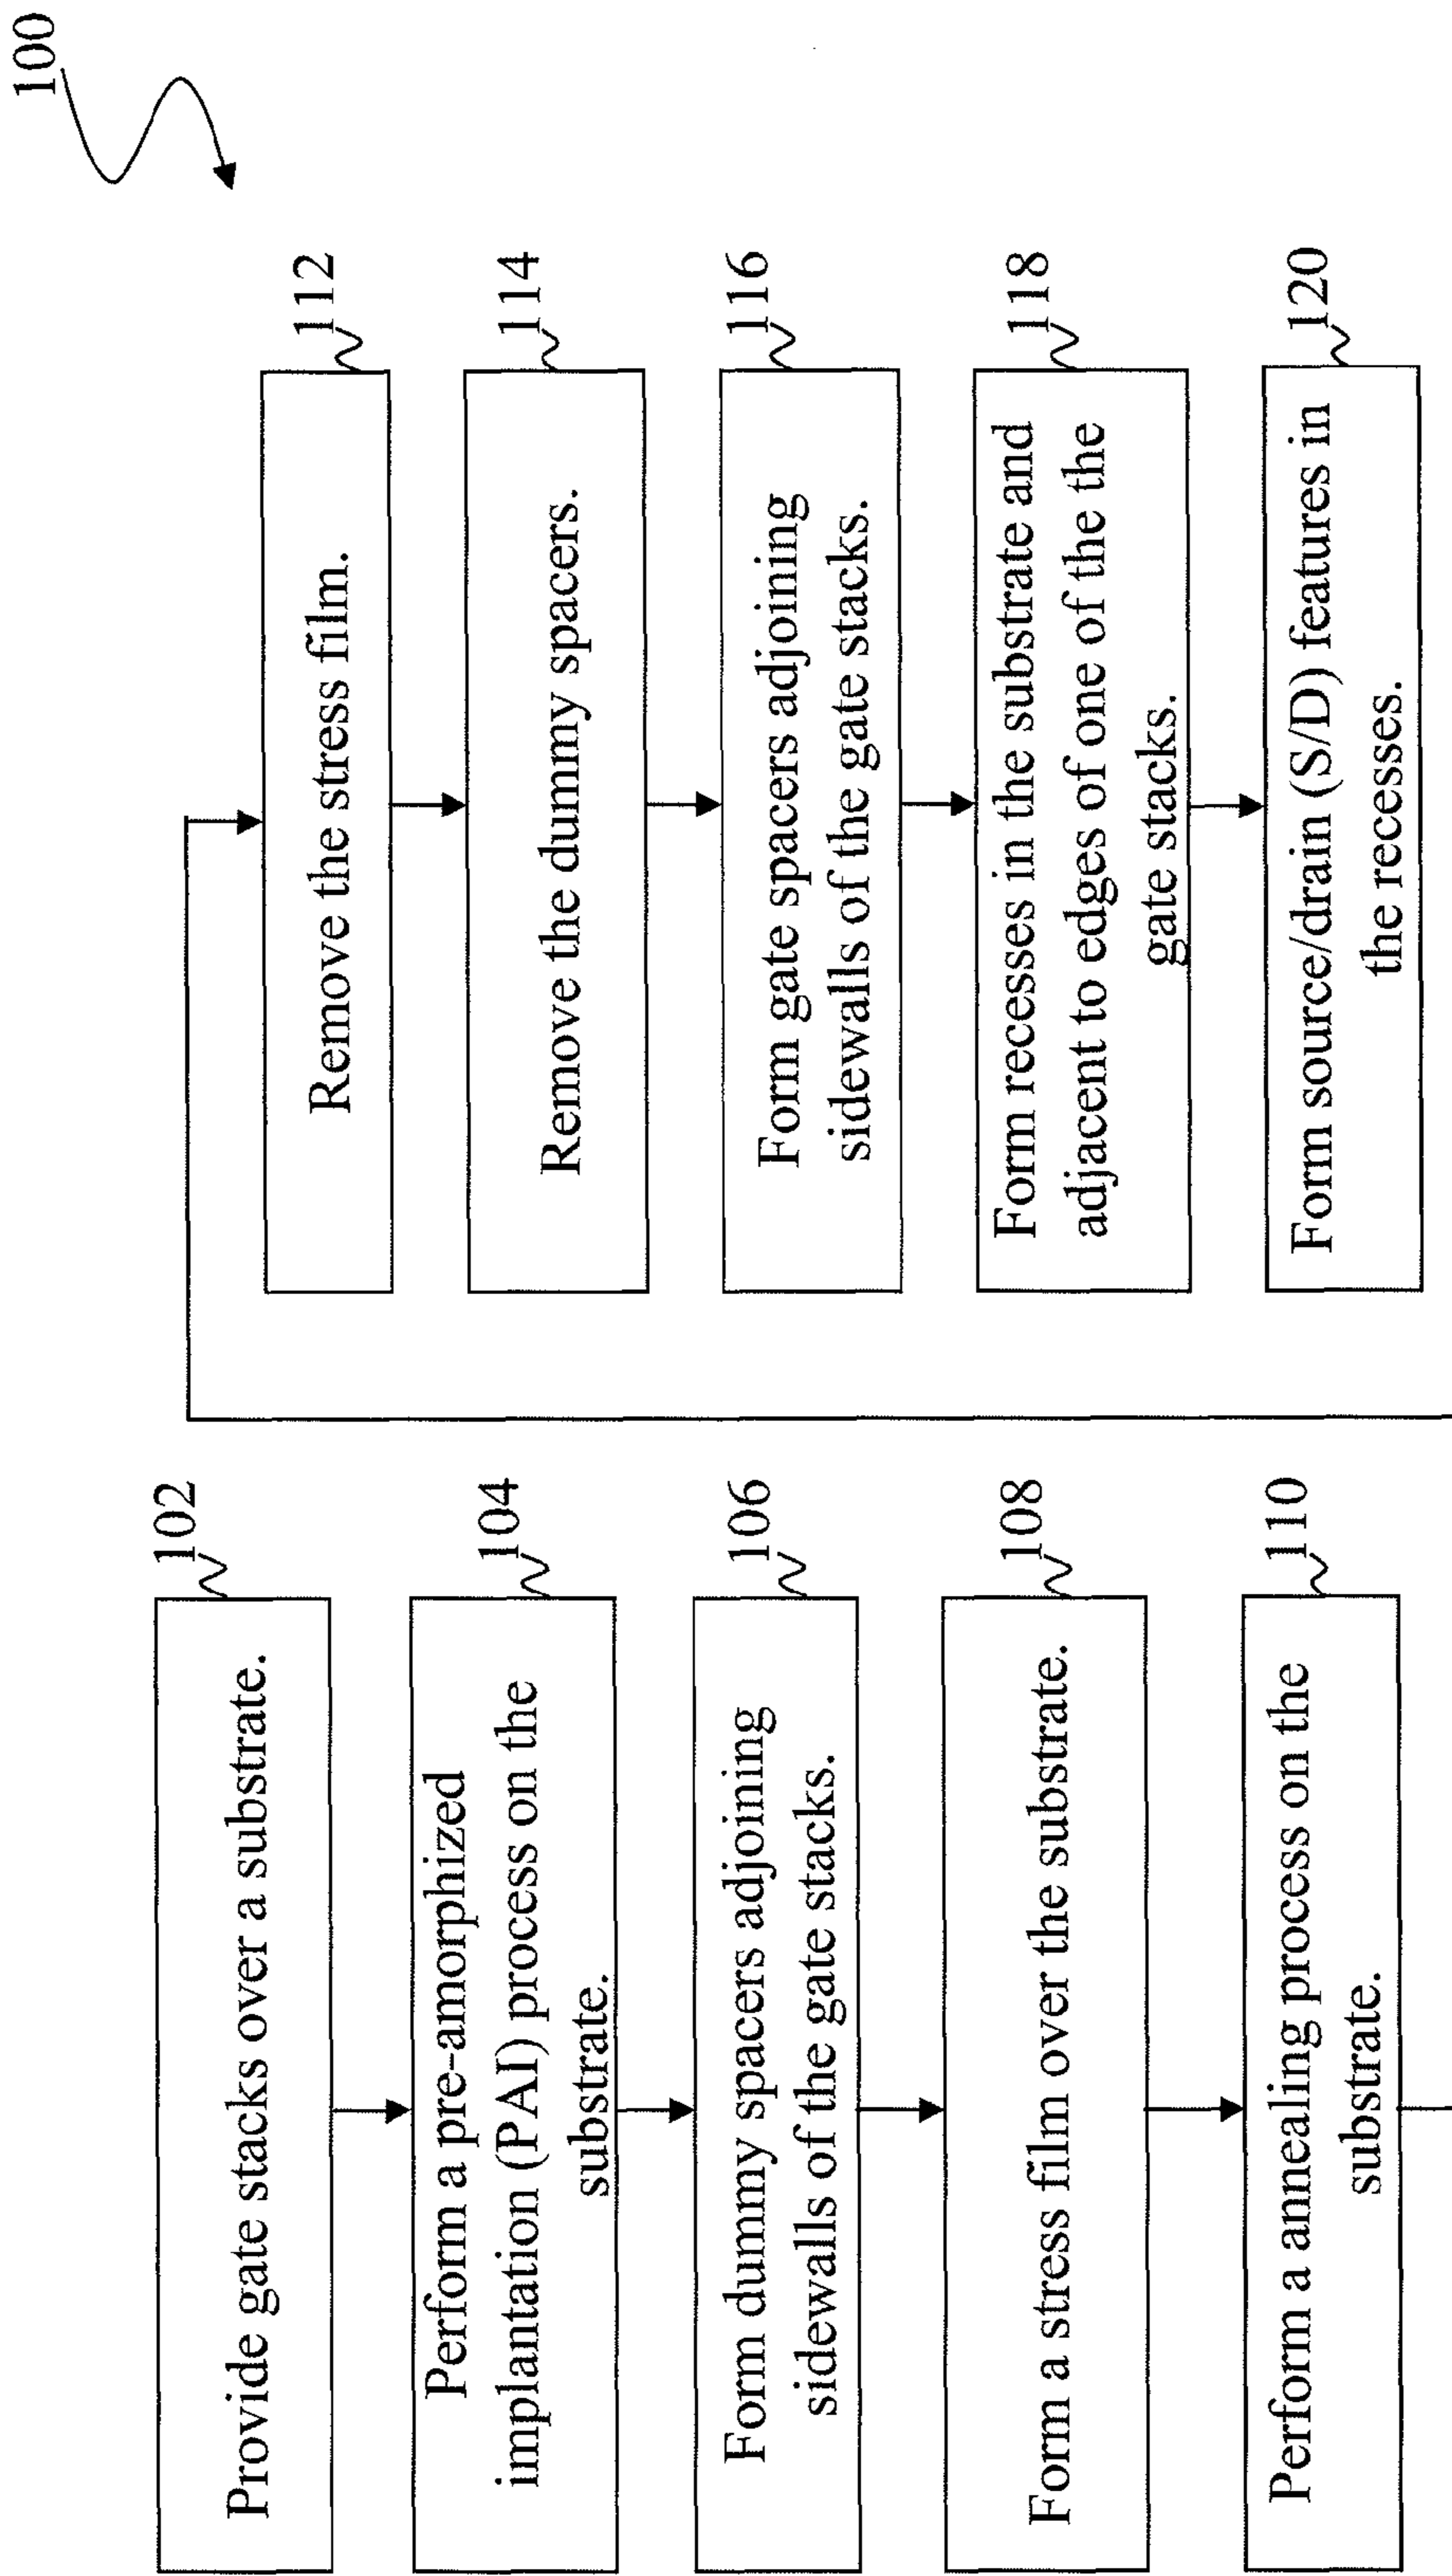 100
102
Provide gate stacks over a substrate.
104
Perform a pre-amorphized
implantation (PAI) process on the
substrate.
106
Form dummy spacers adjoining
sidewalls of the gate stacks.
108
Form a stress film over the substrate.
110
Perform a annealing process on the
substrate.
112
Remove the stress film.
114
Remove the dummy spacers.
116
Form gate spacers adjoining
sidewalls of the gate stacks.
118
Form recesses in the substrate and
adjacent to edges of one of the
gate stacks.
120
Form source/drain (S/D) features in
the recesses.